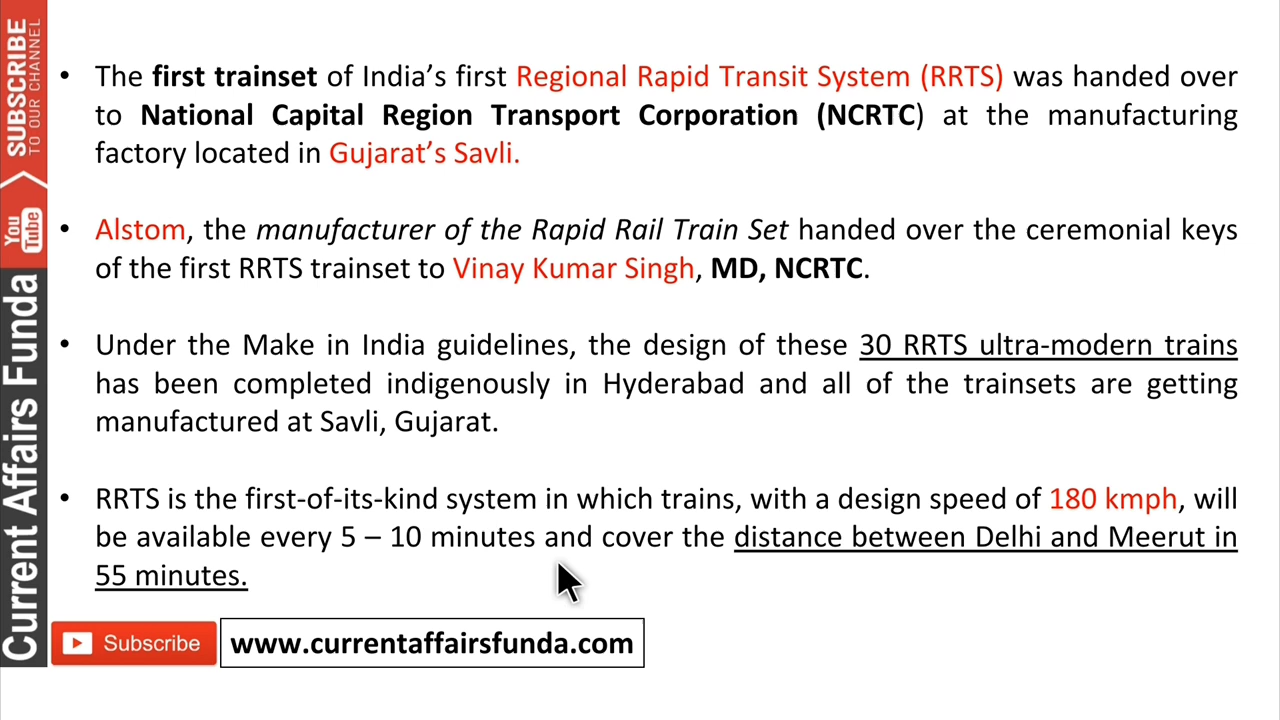 SUBSCRIBE
TO OUR CHANNEL
You
Tube
Current Affairs Funda
• The first trainset of India’s first Regional Rapid Transit System (RRTS) was handed over
to National Capital Region Transport Corporation (NCRTC) at the manufacturing
factory located in Gujarat’s Savli.
• Alstom, the manufacturer of the Rapid Rail Train Set handed over the ceremonial keys
of the first RRTS trainset to Vinay Kumar Singh, MD, NCRTC.
• Under the Make in India guidelines, the design of these 30 RRTS ultra-modern trains
has been completed indigenously in Hyderabad and all of the trainsets are getting
manufactured at Savli, Gujarat.
• RRTS is the first-of-its-kind system in which trains, with a design speed of 180 kmph, will
be available every 5 – 10 minutes and cover the distance between Delhi and Meerut in
55 minutes.
Subscribe
www.currentaffairsfunda.com